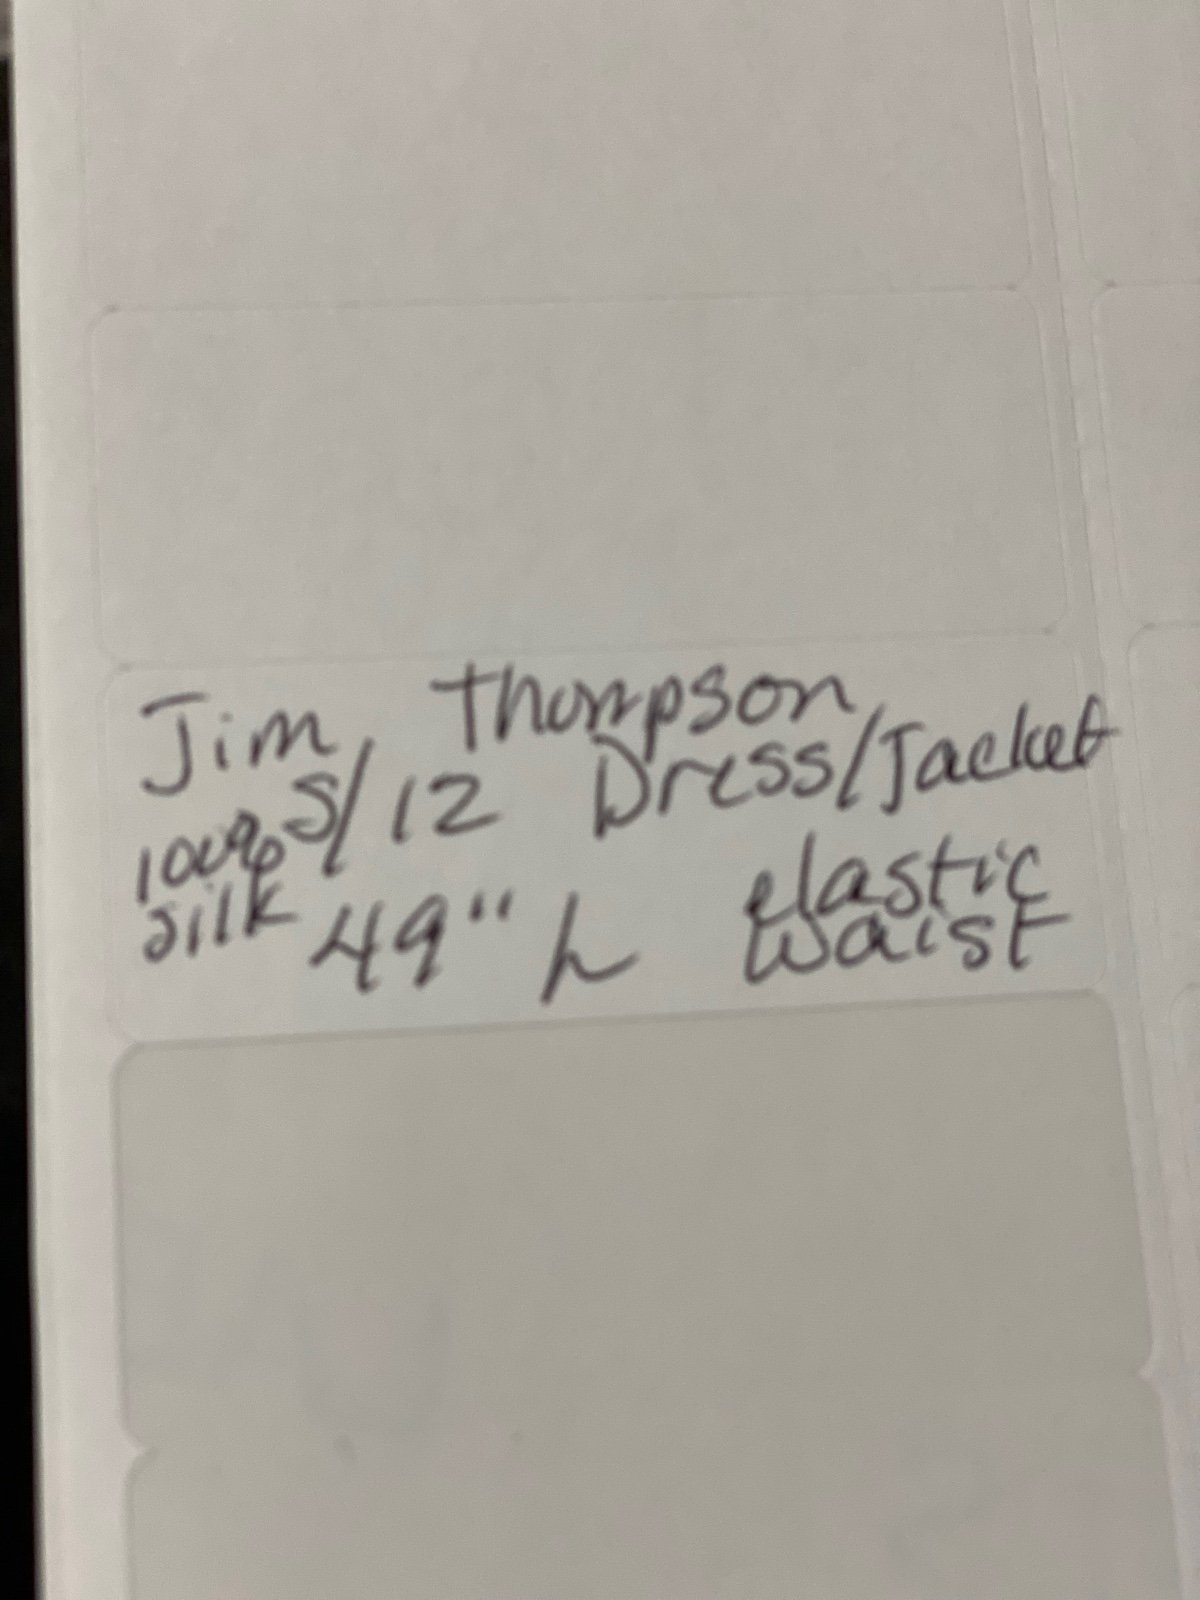 Jim Thompson
S/12 Dress/Jacket
100% silk 49" L elastic waist